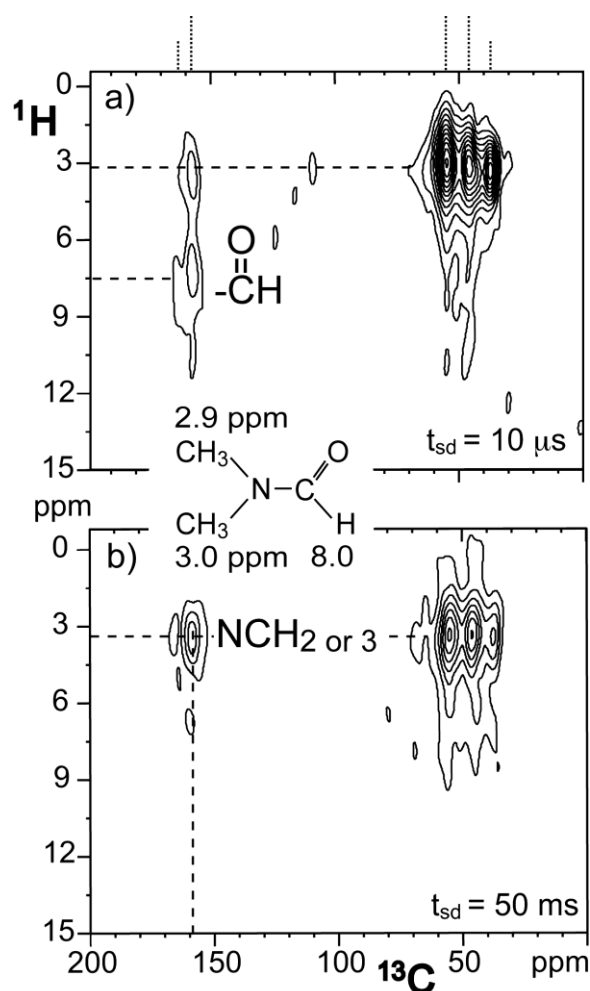 a)
¹H
0
3
6
9
12
15
ppm
O
-CH
t_sd = 10 μs
2.9 ppm
CH₃
O
N-C
CH₃
H
3.0 ppm 8.0
b)
0
3
6
9
12
15
NCH₂ or 3
t_sd = 50 ms
200 150 100 50 ppm
¹³C